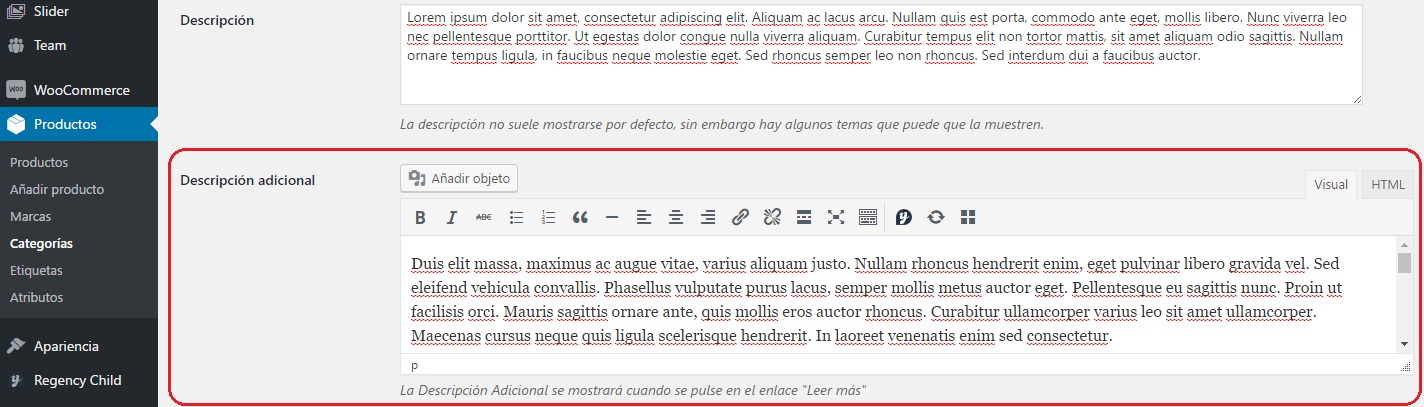 Slider
Team
WooCommerce
Productos
Productos
Añadir producto
Marcas
Categorías
Etiquetas
Atributos
Apariencia
Regency Child
Descripción
Lorem ipsum dolor sit amet, consectetur adipiscing elit. Aliquam ac lacus arcu. Nullam quis est porta, commodo ante eget, mollis libero. Nunc viverra leo
nec pellentesque porttitor. Ut egestas dolor congue nulla viverra aliquam. Curabitur tempus elit non tortor mattis, sit amet aliquam odio sagittis. Nullam
ornare tempus ligula, in faucibus neque molestie eget. Sed rhoncus semper leo non rhoncus. Sed interdum dui a faucibus auctor.
La descripción no suele mostrarse por defecto, sin embargo hay algunos temas que puede que la muestren.
Descripción adicional
Añadir objeto
Visual HTML
B I ABC
Duis elit massa, maximus ac augue vitae, varius aliquam justo. Nullam rhoncus hendrerit enim, eget pulvinar libero gravida vel. Sed
eleifend vehicula convallis. Phasellus vulputate purus lacus, semper mollis metus auctor eget. Pellentesque eu sagittis nunc. Proin ut
facilisis orci. Mauris sagittis ornare ante, quis mollis eros auctor rhoncus. Curabitur ullamcorper varius leo sit amet ullamcorper.
Maecenas cursus neque quis ligula scelerisque hendrerit. In laoreet venenatis enim sed consectetur.
p
La Descripción Adicional se mostrará cuando se pulse en el enlace "Leer más"